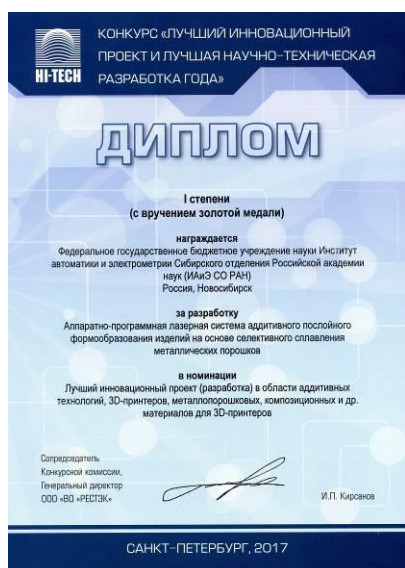 HI-TECH
КОНКУРС «ЛУЧШИЙ ИННОВАЦИОННЫЙ
ПРОЕКТ И ЛУЧШАЯ НАУЧНО-ТЕХНИЧЕСКАЯ
РАЗРАБОТКА ГОДА»
ДИПЛОМ
I степени
(с вручением золотой медали)
награждается
Федеральное государственное бюджетное учреждение науки Институт
автоматики и электрометрии Сибирского отделения Российской академии
наук (ИАиЭ СО РАН)
Россия, Новосибирск
за разработку
Аппаратно-программная лазерная система аддитивного послойного
формообразования изделий на основе селективного сплавления
металлических порошков
в номинации
Лучший инновационный проект (разработка) в области аддитивных
технологий, 3D-принтеров, металлопорошковых, композиционных и др.
материалов для 3D-принтеров
Сопредседатель
Конкурсной комиссии,
Генеральный директор
ООО «ВО «РЕСТЭК»
И.П. Кирсанов
САНКТ-ПЕТЕРБУРГ, 2017